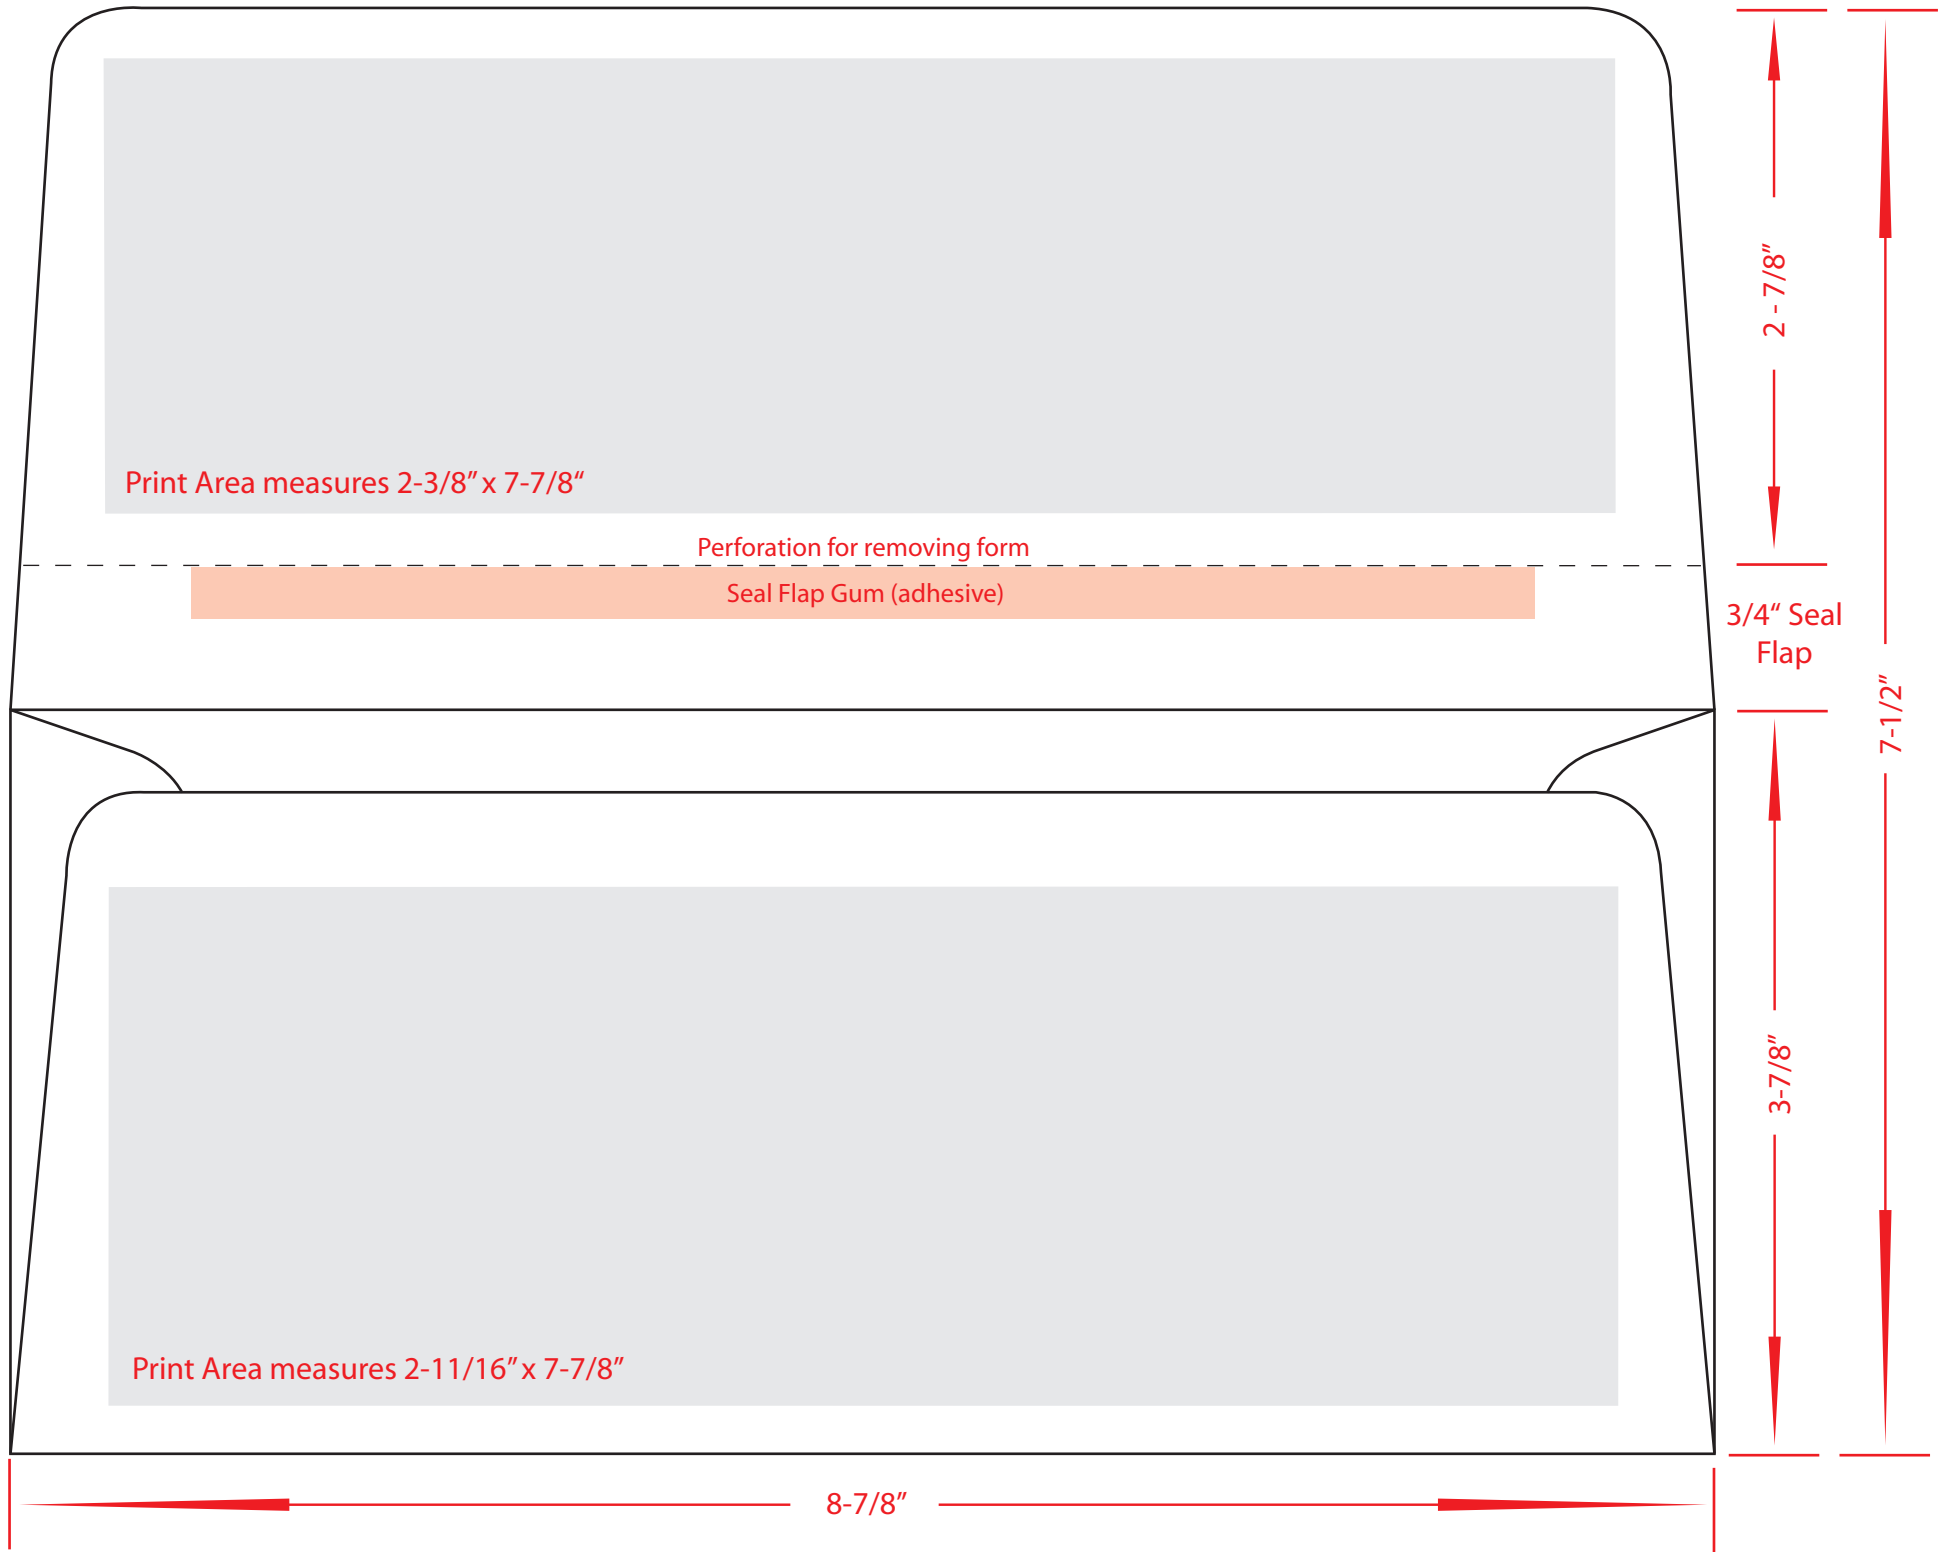 Print Area measures 2-3/8” x 7-7/8“
Perforation for removing form
Seal Flap Gum (adhesive)
2 - 7/8”
3/4“ Seal
Flap
7-1/2”
3-7/8”
Print Area measures 2-11/16” x 7-7/8”
8-7/8”